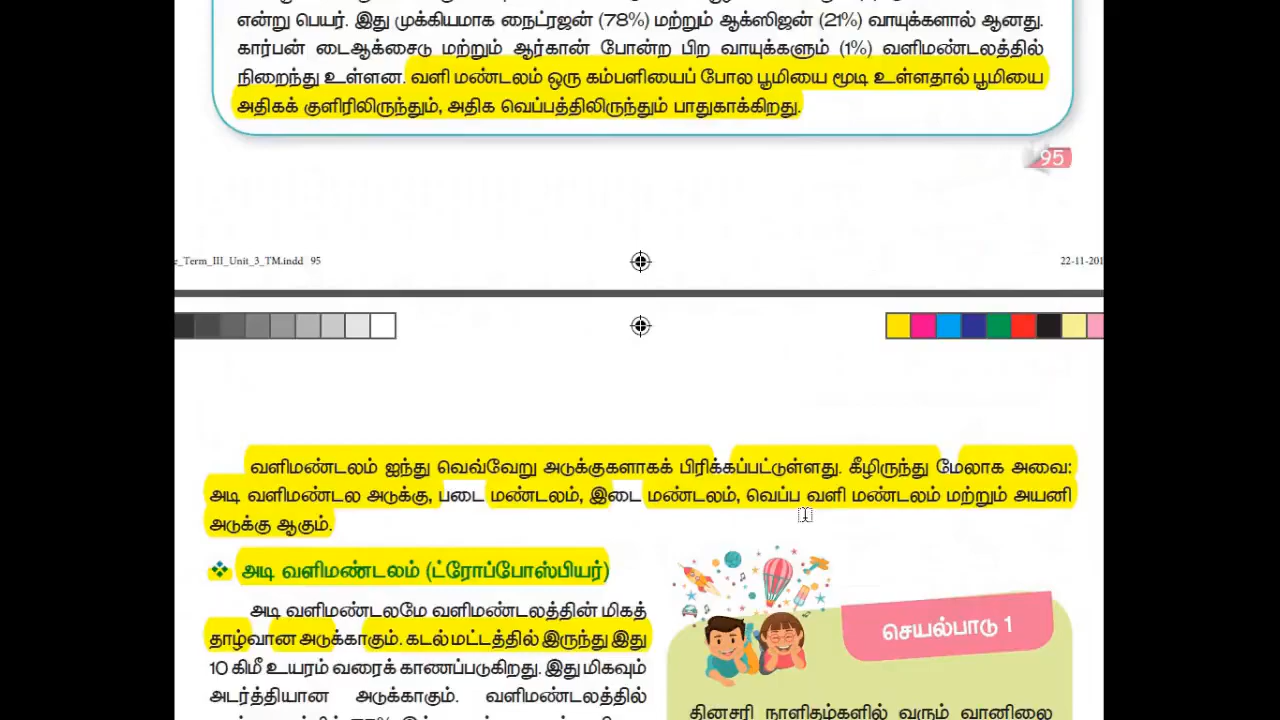 என்று பெயர். இது முக்கியமாக நைட்ரஜன் (78%) மற்றும் ஆக்ஸிஜன் (21%) வாயுக்களால் ஆனது.
கார்பன் டைஆக்சைடு மற்றும் ஆர்கான் போன்ற பிற வாயுக்களும் (1%) வளிமண்டலத்தில்
நிறைந்து உள்ளன. வளி மண்டலம் ஒரு கம்பளியைப் போல பூமியை மூடி உள்ளதால் பூமியை
அதிகக் குளிரிலிருந்தும், அதிக வெப்பத்திலிருந்தும் பாதுகாக்கிறது.
95
e_Term_III_Unit_3_TM.indd 95
22-11-201
வளிமண்டலம் ஐந்து வெவ்வேறு அடுக்குகளாகக் பிரிக்கப்பட்டுள்ளது. கீழிருந்து மேலாக அவை:
அடி வளிமண்டல அடுக்கு, படை மண்டலம், இடை மண்டலம், வெப்ப வளி மண்டலம் மற்றும் அயனி
அடுக்கு ஆகும்.
அடி வளிமண்டலம் (ட்ரோப்போஸ்பியர்)
அடி வளிமண்டலமே வளிமண்டலத்தின் மிகத்
தாழ்வான அடுக்காகும். கடல் மட்டத்தில் இருந்து இது
10 கிமீ உயரம் வரைக் காணப்படுகிறது. இது மிகவும்
அடர்த்தியான அடுக்காகும். வளிமண்டலத்தில்
செயல்பாடு 1
தினசரி நாளிதழ்களில் வரும் வானிலை